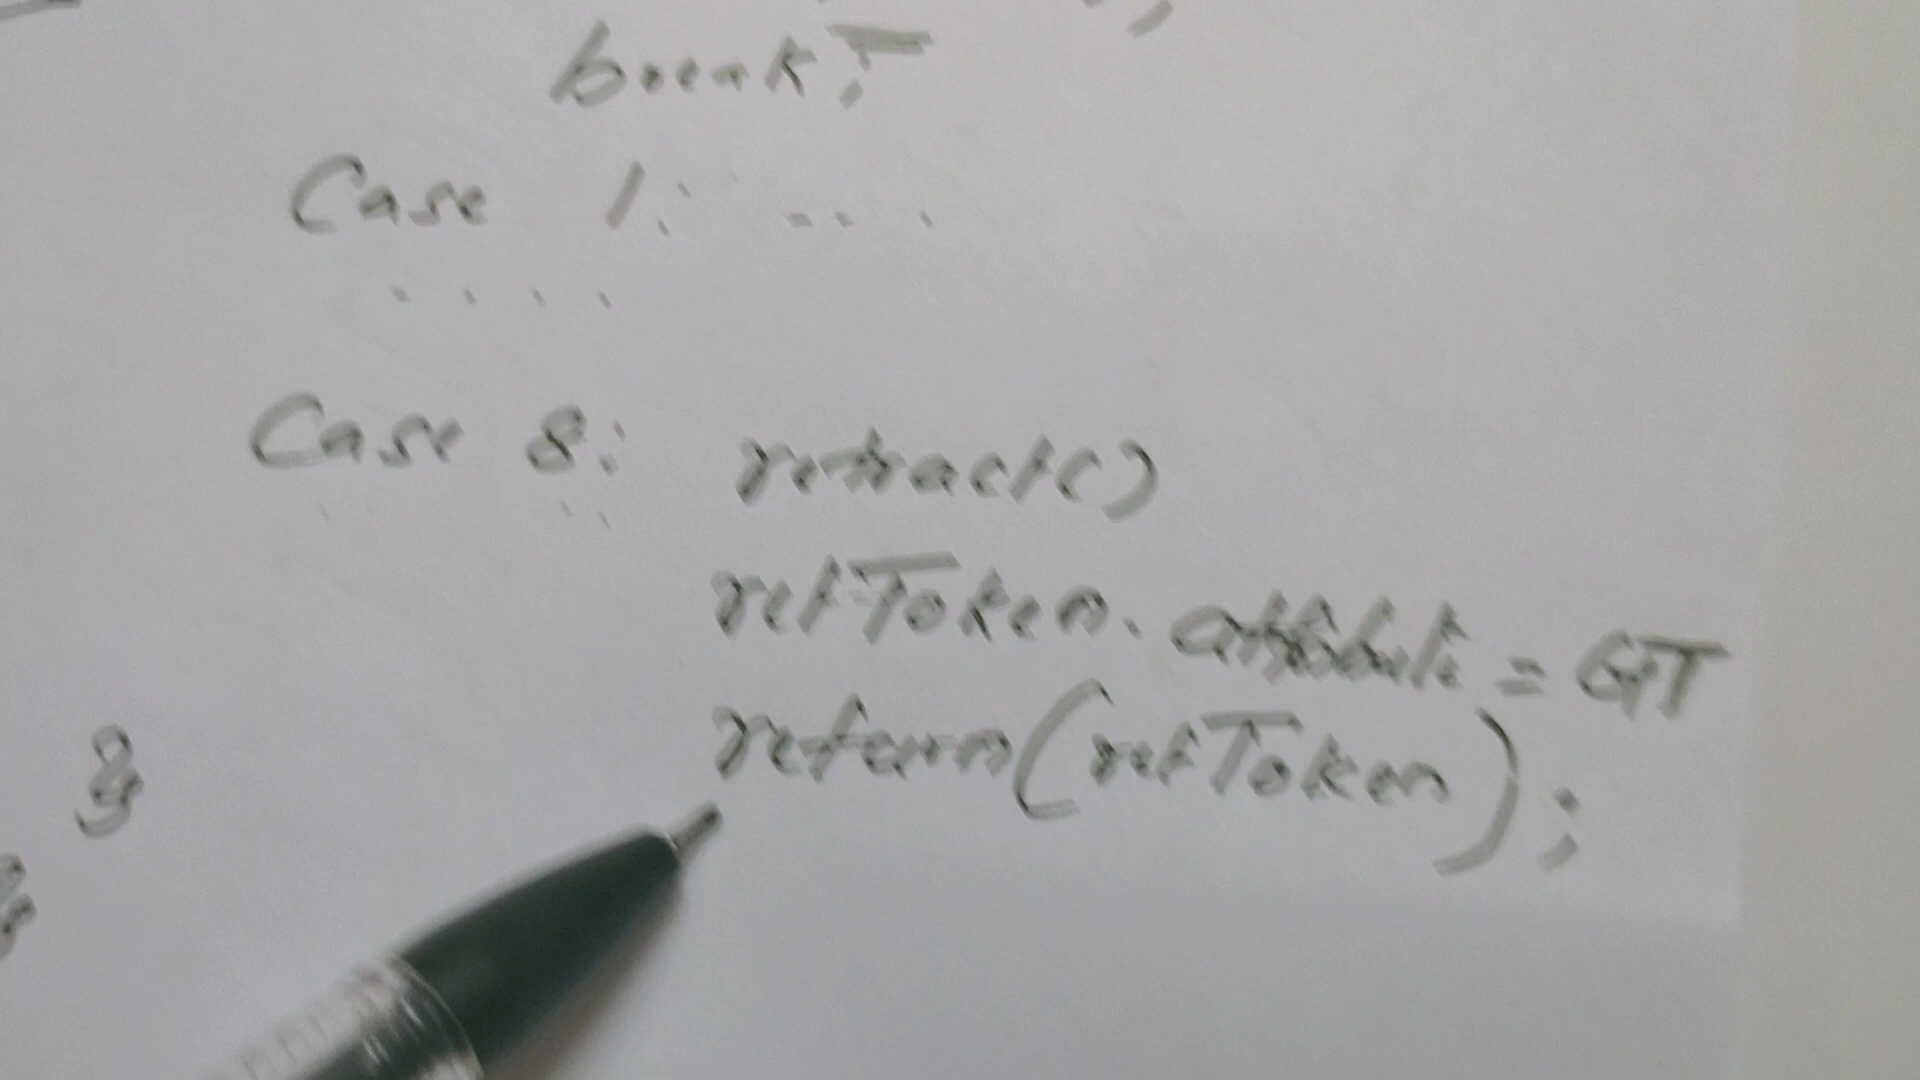 break;
Case 1: ... .
. . . .
Case 8: retract()
.. ..
retToken. attribute = GT
return(retToken);